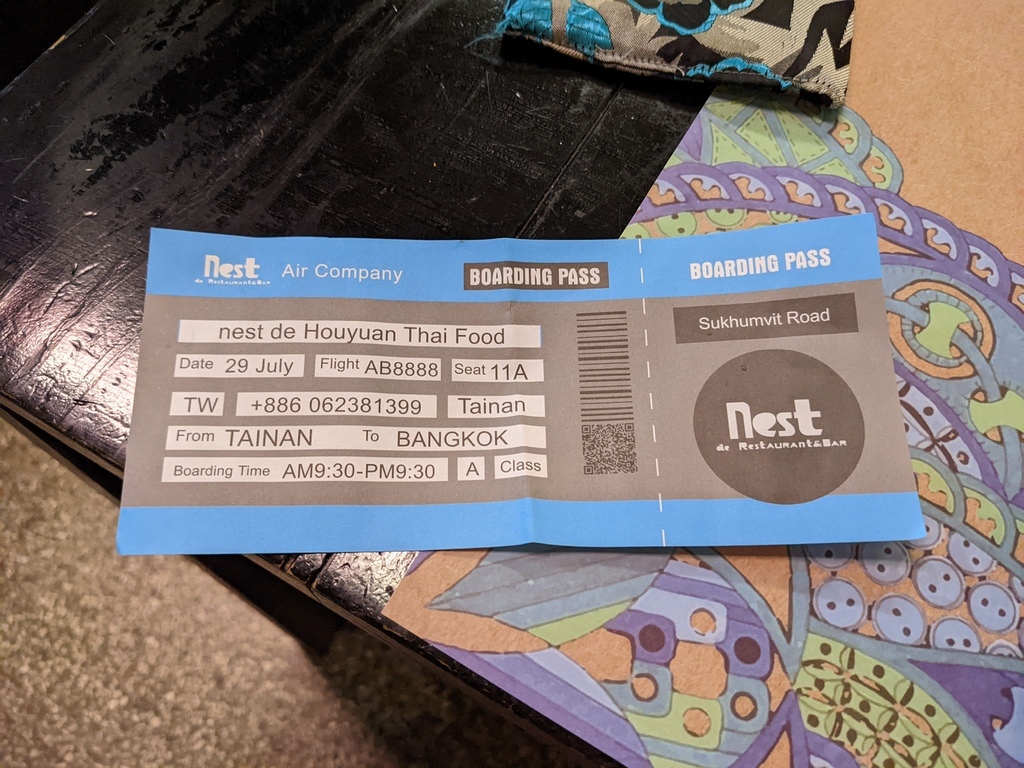 Nest
de Restaurant&Bar
Air Company
BOARDING PASS
nest de Houyuan Thai Food
Date 29 July Flight AB8888 Seat 11A
TW +886 062381399 Tainan
From TAINAN To BANGKOK
Boarding Time AM9:30-PM9:30 A Class
BOARDING PASS
Sukhumvit Road
Nest
de Restaurant&Bar